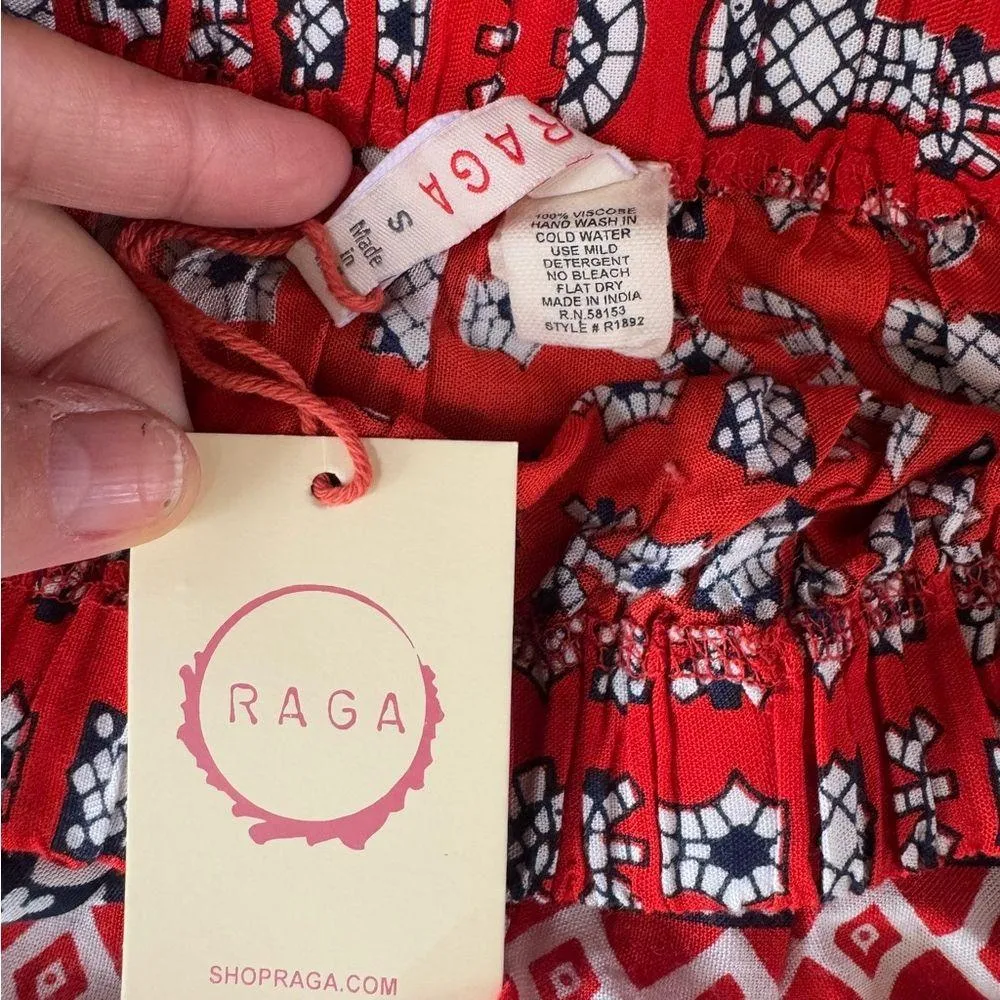 RAGA
S
Made
in
100% VISCOSE
HAND WASH IN
COLD WATER
USE MILD
DETERGENT
NO BLEACH
FLAT DRY
MADE IN INDIA
R.N.58153
STYLE # R1892
RAGA
SHOPRAGA.COM